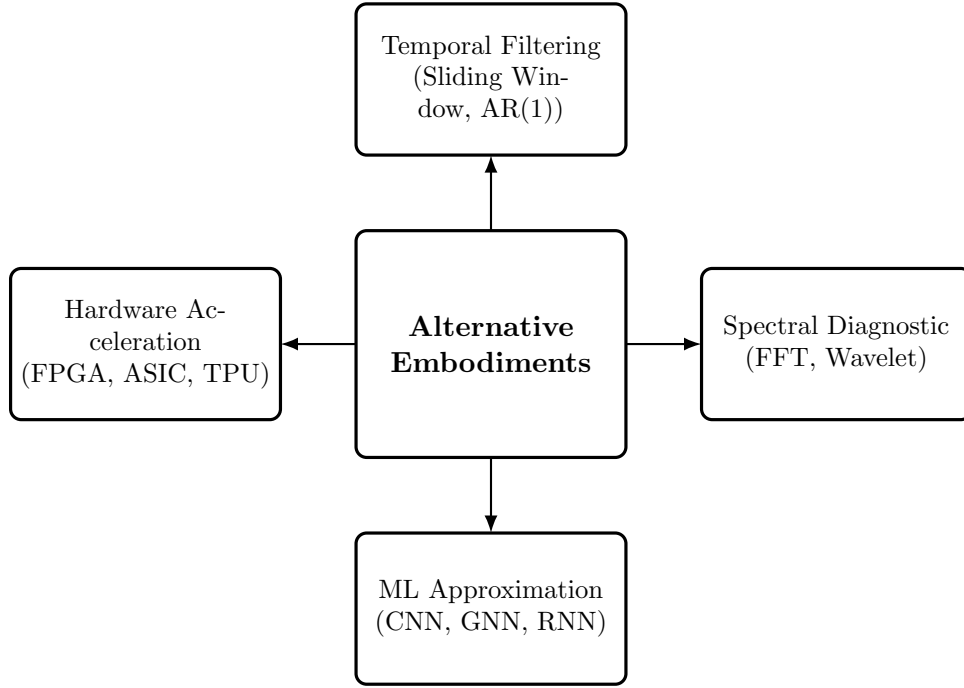 Temporal Filtering
(Sliding Win-
dow, AR(1))
Hardware Ac-
celeration
(FPGA, ASIC, TPU)
Alternative
Embodiments
Spectral Diagnostic
(FFT, Wavelet)
ML Approximation
(CNN, GNN, RNN)